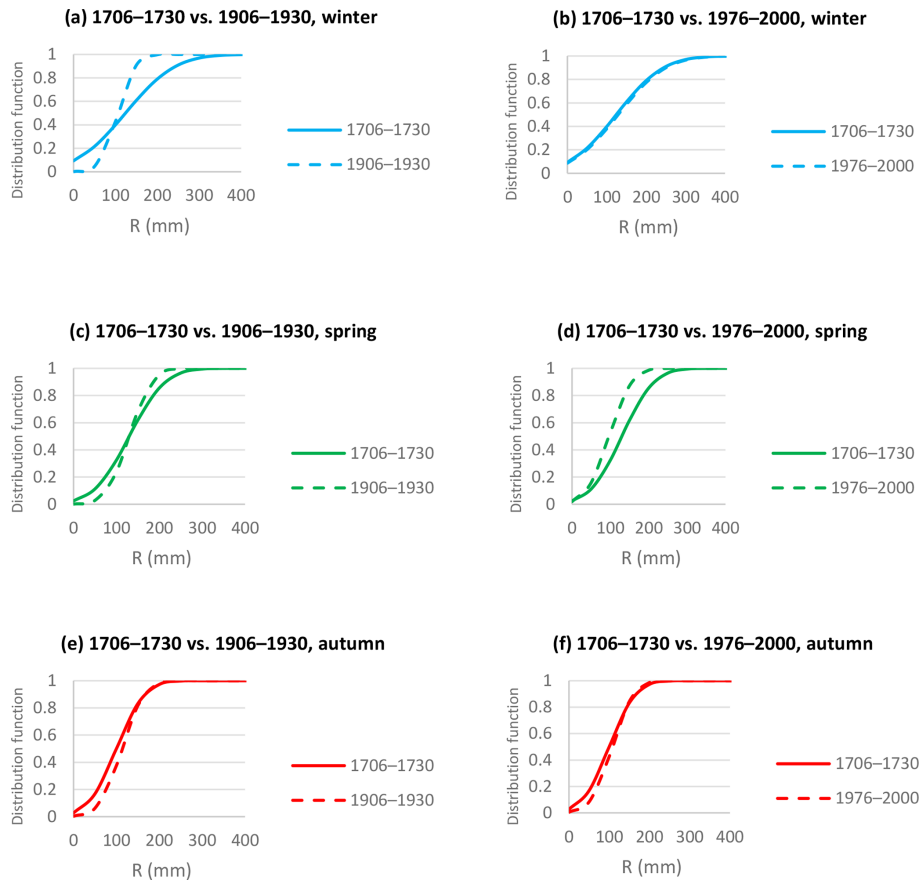 (a) 1706–1730 vs. 1906–1930, winter
Distribution function
1
0.8
0.6
0.4
0.2
0
0 100 200 300 400
R (mm)
1706–1730
1906–1930
(b) 1706–1730 vs. 1976–2000, winter
Distribution function
1
0.8
0.6
0.4
0.2
0
0 100 200 300 400
R (mm)
1706–1730
1976–2000
(c) 1706–1730 vs. 1906–1930, spring
Distribution function
1
0.8
0.6
0.4
0.2
0
0 100 200 300 400
R (mm)
1706–1730
1906–1930
(d) 1706–1730 vs. 1976–2000, spring
Distribution function
1
0.8
0.6
0.4
0.2
0
0 100 200 300 400
R (mm)
1706–1730
1976–2000
(e) 1706–1730 vs. 1906–1930, autumn
Distribution function
1
0.8
0.6
0.4
0.2
0
0 100 200 300 400
R (mm)
1706–1730
1906–1930
(f) 1706–1730 vs. 1976–2000, autumn
Distribution function
1
0.8
0.6
0.4
0.2
0
0 100 200 300 400
R (mm)
1706–1730
1976–2000